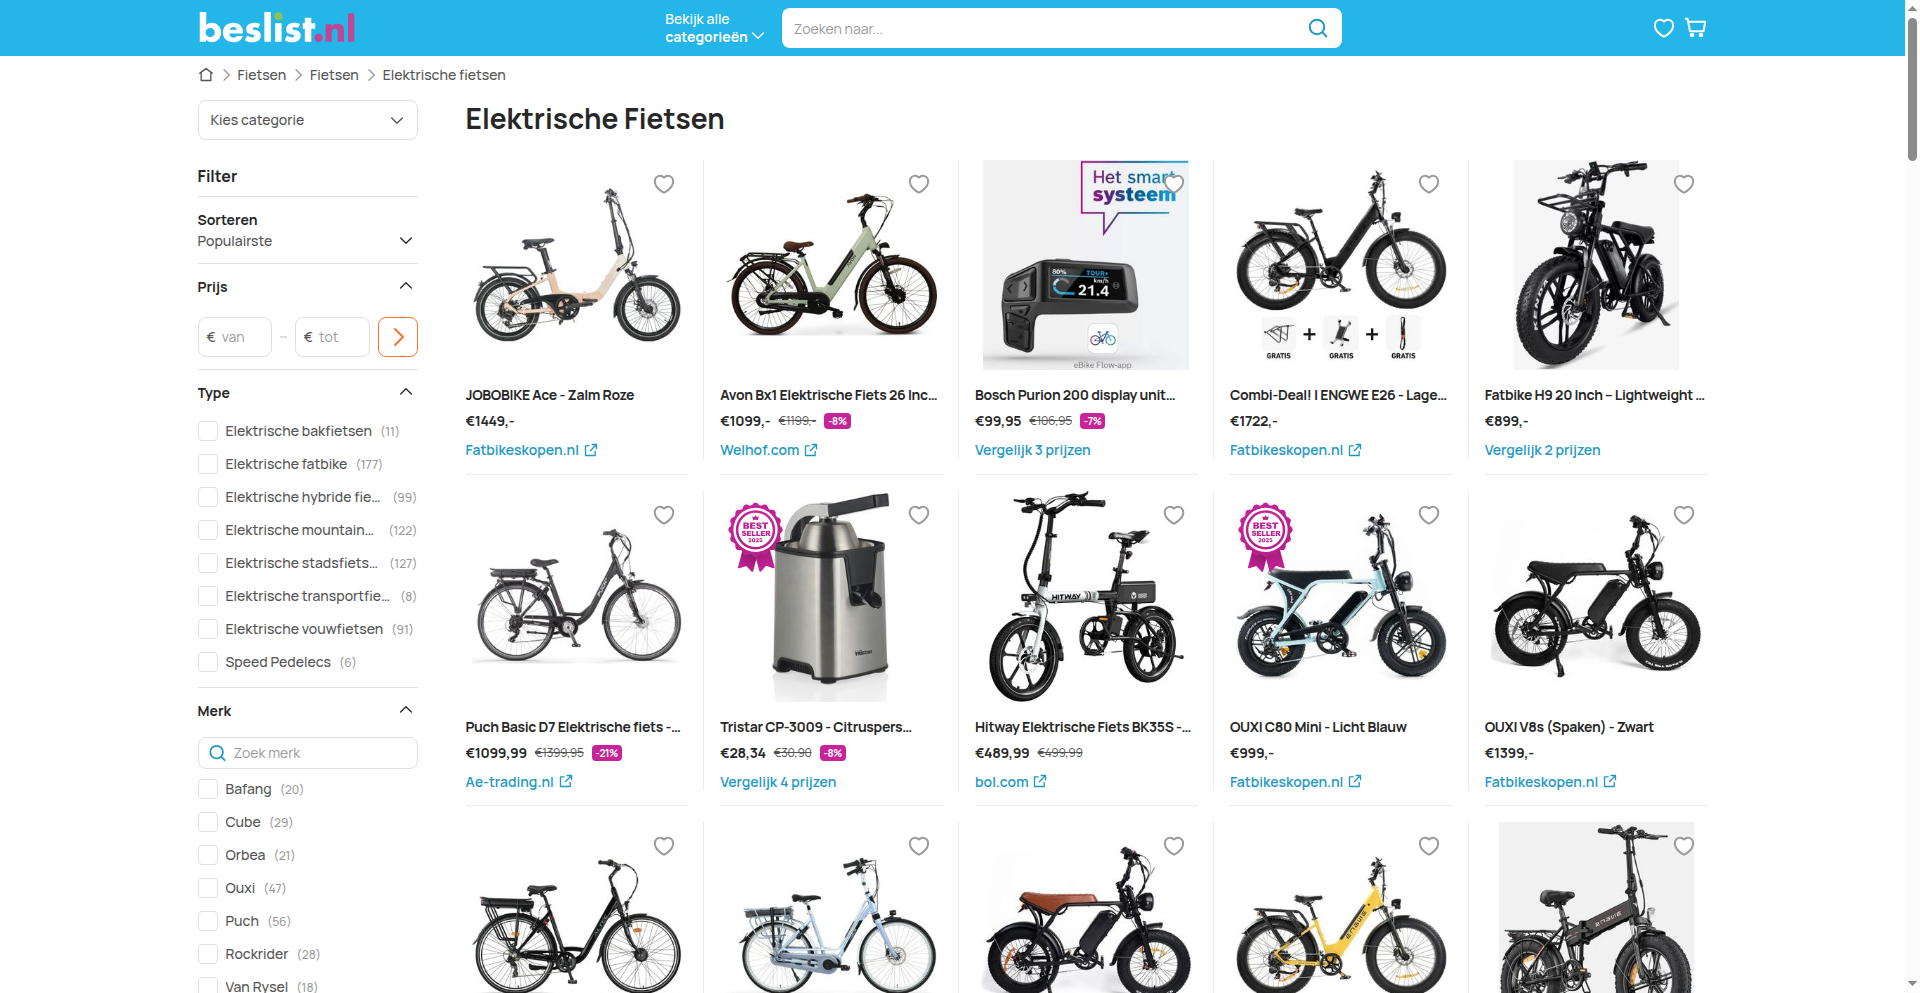 beslist.nl
Bekijk alle
categorieën
Zoeken naar...
Fietsen
Fietsen
Elektrische fietsen
Kies categorie
Elektrische Fietsen
Filter
Sorteren
Populairste
Prijs
€ van
–
€ tot
Type
Elektrische bakfietsen (11)
Elektrische fatbike (177)
Elektrische hybride fie... (99)
Elektrische mountain... (122)
Elektrische stadsfiets... (127)
Elektrische transportfie... (8)
Elektrische vouwfietsen (91)
Speed Pedelecs (6)
Merk
Zoek merk
Bafang (20)
Cube (29)
Orbea (21)
Ouxi (47)
Puch (56)
Rockrider (28)
Van Rysel (18)
JOBOBIKE Ace - Zalm Roze
€1449,-
Fatbikeskopen.nl
Avon Bx1 Elektrische Fiets 26 Inc...
€1099,- €1199,- -8%
Welhof.com
Het smart
systeem
80% TOUR+
km/h
21.4
eBike Flow-app
Bosch Purion 200 display unit...
€99,95 €106,95 -7%
Vergelijk 3 prijzen
GRATIS + GRATIS + GRATIS
Combi-Deal! | ENGWE E26 - Lage...
€1722,-
Fatbikeskopen.nl
Fatbike H9 20 Inch – Lightweight ...
€899,-
Vergelijk 2 prijzen
Puch Basic D7 Elektrische fiets -...
€1099,99 €1399,95 -21%
Ae-trading.nl
BEST
SELLER
2025
tristar
Tristar CP-3009 - Citruspers...
€28,34 €30,90 -8%
Vergelijk 4 prijzen
HITWAY
Hitway Elektrische Fiets BK35S -...
€489,99 €499,99
bol.com
BEST
SELLER
2025
OUXI C80 Mini - Licht Blauw
€999,-
Fatbikeskopen.nl
OUXI V8s (Spaken) - Zwart
€1399,-
Fatbikeskopen.nl
ENGWE
ENGWE